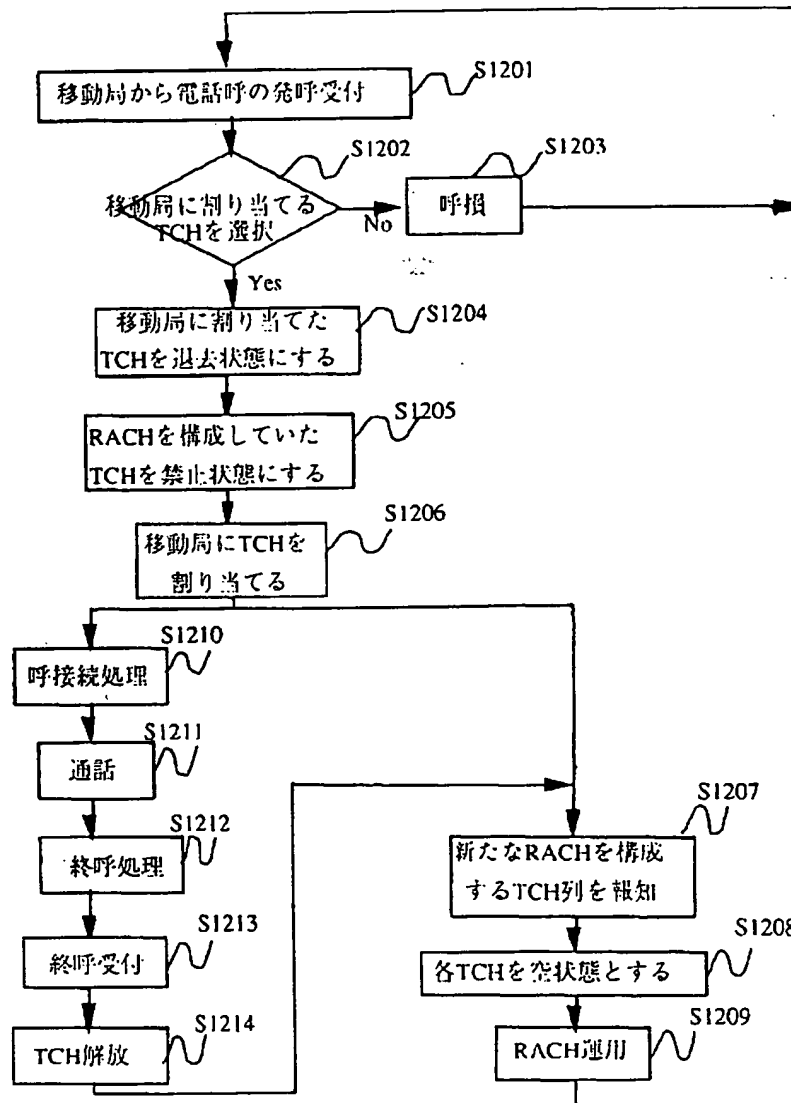 移動局から電話呼の発呼受付
S1201
S1202
移動局に割り当てる
TCHを選択
No
S1203
呼損
Yes
移動局に割り当てた
TCHを退去状態にする
S1204
RACHを構成していた
TCHを禁止状態にする
S1205
移動局にTCHを
割り当てる
S1206
S1210
呼接続処理
S1211
通話
S1212
終呼処理
S1213
終呼受付
S1214
TCH解放
S1207
新たなRACHを構成
するTCH列を報知
S1208
各TCHを空状態とする
S1209
RACH運用